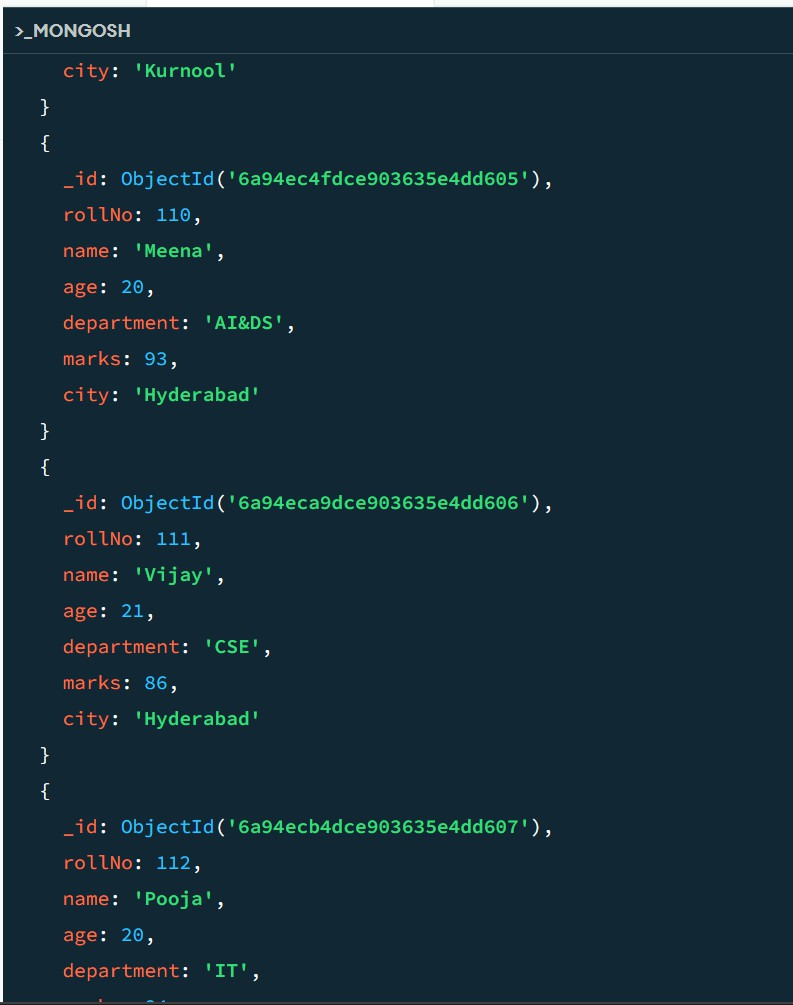 >_MONGOSH
city: 'Kurnool'
}
{
_id: ObjectId('6a94ec4fdce903635e4dd605'),
rollNo: 110,
name: 'Meena',
age: 20,
department: 'AI&DS',
marks: 93,
city: 'Hyderabad'
}
{
_id: ObjectId('6a94eca9dce903635e4dd606'),
rollNo: 111,
name: 'Vijay',
age: 21,
department: 'CSE',
marks: 86,
city: 'Hyderabad'
}
{
_id: ObjectId('6a94ecb4dce903635e4dd607'),
rollNo: 112,
name: 'Pooja',
age: 20,
department: 'IT',